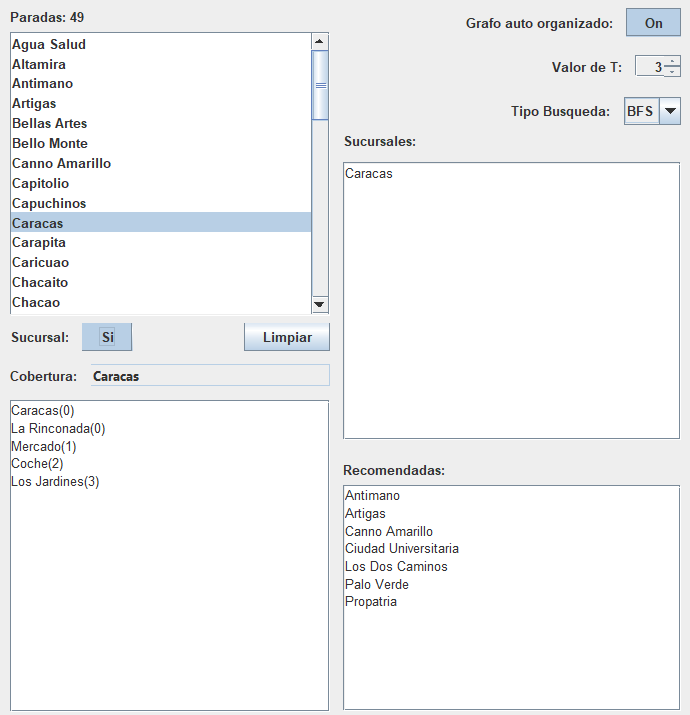 Paradas: 49
Agua Salud
Altamira
Antimano
Artigas
Bellas Artes
Bello Monte
Canno Amarillo
Capitolio
Capuchinos
Caracas
Carapita
Caricuao
Chacaito
Chacao
Sucursal:
Si
Limpiar
Cobertura:
Caracas
Caracas(0)
La Rinconada(0)
Mercado(1)
Coche(2)
Los Jardines(3)
Grafo auto organizado:
On
Valor de T:
3
Tipo Busqueda:
BFS
Sucursales:
Caracas
Recomendadas:
Antimano
Artigas
Canno Amarillo
Ciudad Universitaria
Los Dos Caminos
Palo Verde
Propatria